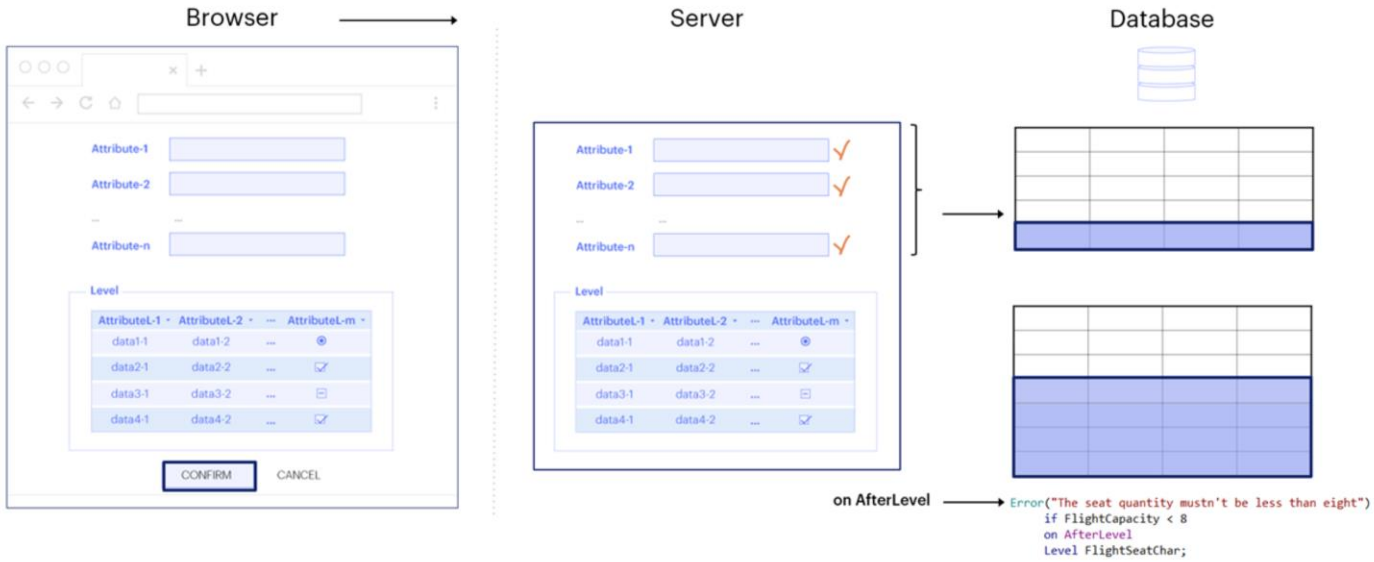 Browser
Server
Database
Attribute-1
Attribute-2
...
...
Attribute-n
Level
AttributeL-1 AttributeL-2 ... AttributeL-m
data1-1 data1-2 ...
data2-1 data2-2 ...
data3-1 data3-2 ...
data4-1 data4-2 ...
CONFIRM CANCEL
Attribute-1
Attribute-2
...
...
Attribute-n
Level
AttributeL-1 AttributeL-2 ... AttributeL-m
data1-1 data1-2 ...
data2-1 data2-2 ...
data3-1 data3-2 ...
data4-1 data4-2 ...
on AfterLevel
Error("The seat quantity mustn't be less than eight")
if FlightCapacity < 8
on AfterLevel
Level FlightSeatChar;